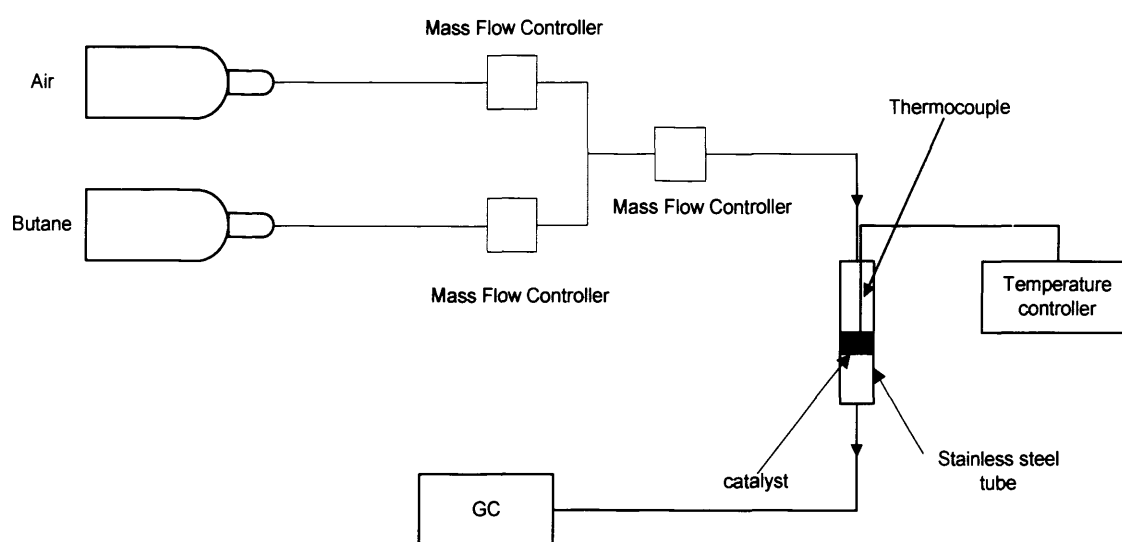 Mass Flow Controller
Air
Thermocouple
Mass Flow Controller
Butane
Mass Flow Controller
Temperature
controller
Stainless steel
tube
catalyst
GC